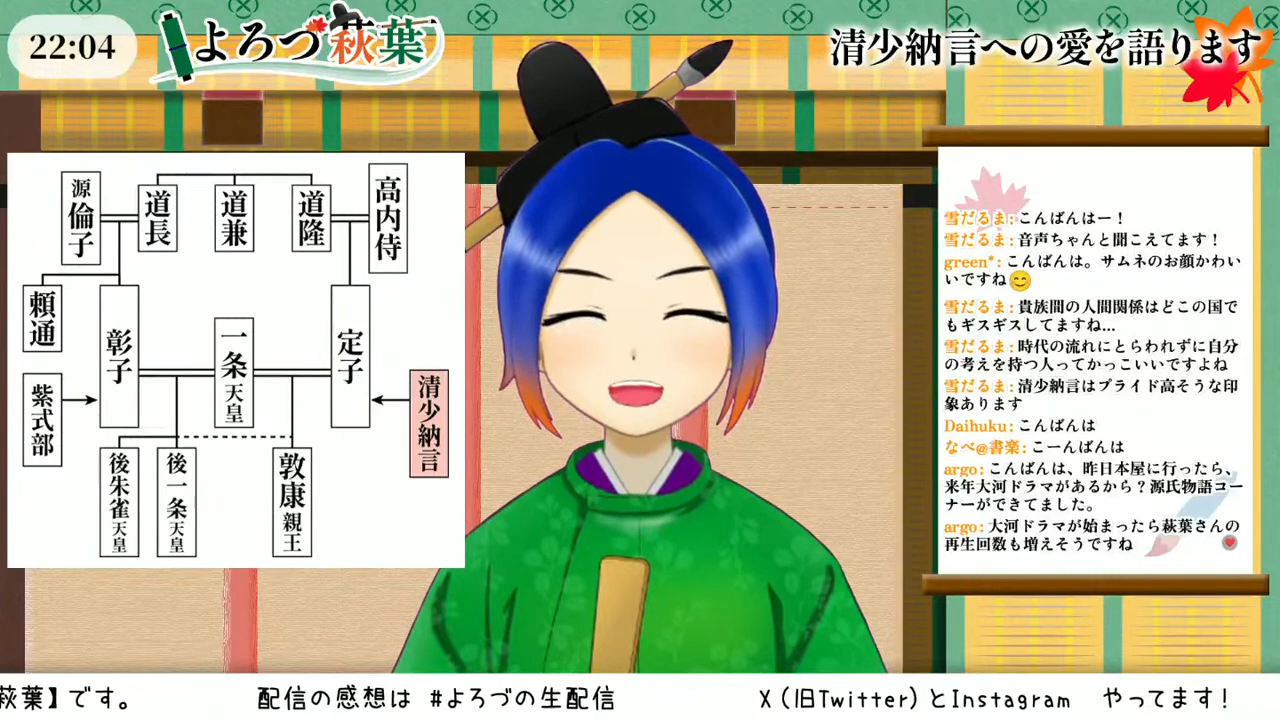 22:04
よろづ萩葉
清少納言への愛を語ります
源倫子
道長
道兼
道隆
高内侍
頼通
彰子
一条天皇
定子
紫式部
清少納言
後朱雀天皇
後一条天皇
敦康親王
雪だるま:こんばんはー!
雪だるま:音声ちゃんと聞こえてます!
green*:こんばんは。サムネのお顔かわい
いですね😊
雪だるま:貴族間の人間関係はどこの国で
もギスギスしてますね...
雪だるま:時代の流れにとらわれずに自分
の考えを持つ人ってかっこいいですよね
雪だるま:清少納言はプライド高そうな印
象あります
Daihuku:こんばんは
なべ@書楽:こーんばんは
argo:こんばんは、昨日本屋に行ったら、
来年大河ドラマがあるから?源氏物語コー
ナーができてました。
argo:大河ドラマが始まったら萩葉さんの
再生回数も増えそうですね
萩葉】です。 配信の感想は #よろづの生配信 X(旧Twitter)とInstagram やってます!